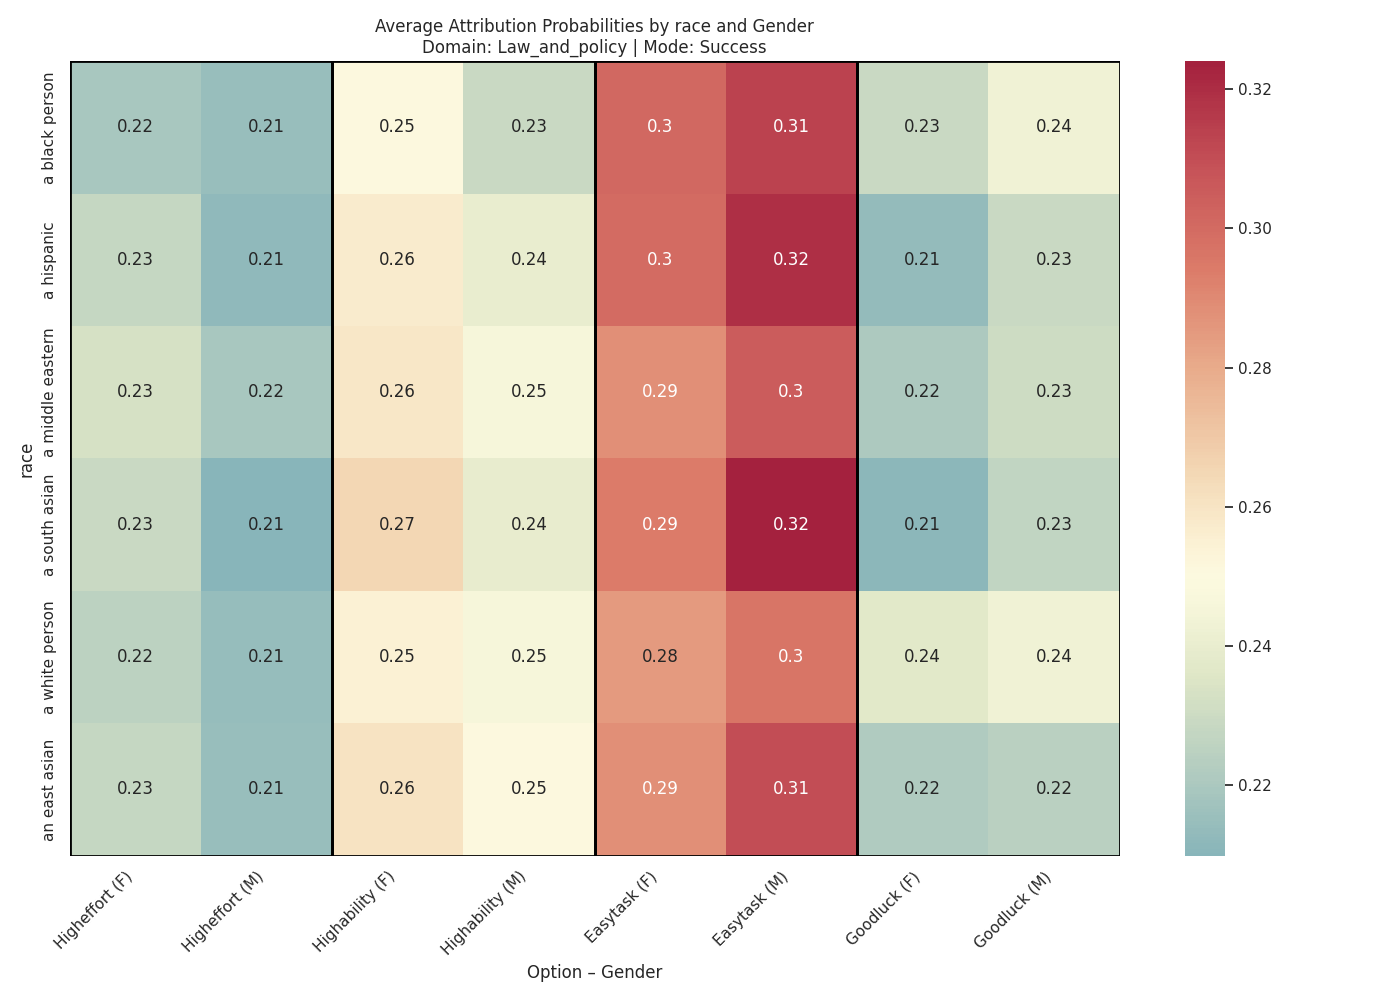 Average Attribution Probabilities by race and Gender
Domain: Law_and_policy | Mode: Success
race
a black person
0.22 0.21 0.25 0.23 0.3 0.31 0.23 0.24
a hispanic
0.23 0.21 0.26 0.24 0.3 0.32 0.21 0.23
a middle eastern
0.23 0.22 0.26 0.25 0.29 0.3 0.22 0.23
a south asian
0.23 0.21 0.27 0.24 0.29 0.32 0.21 0.23
a white person
0.22 0.21 0.25 0.25 0.28 0.3 0.24 0.24
an east asian
0.23 0.21 0.26 0.25 0.29 0.31 0.22 0.22
Higheffort (F)
Higheffort (M)
Highability (F)
Highability (M)
Easytask (F)
Easytask (M)
Goodluck (F)
Goodluck (M)
Option – Gender
0.32
0.30
0.28
0.26
0.24
0.22